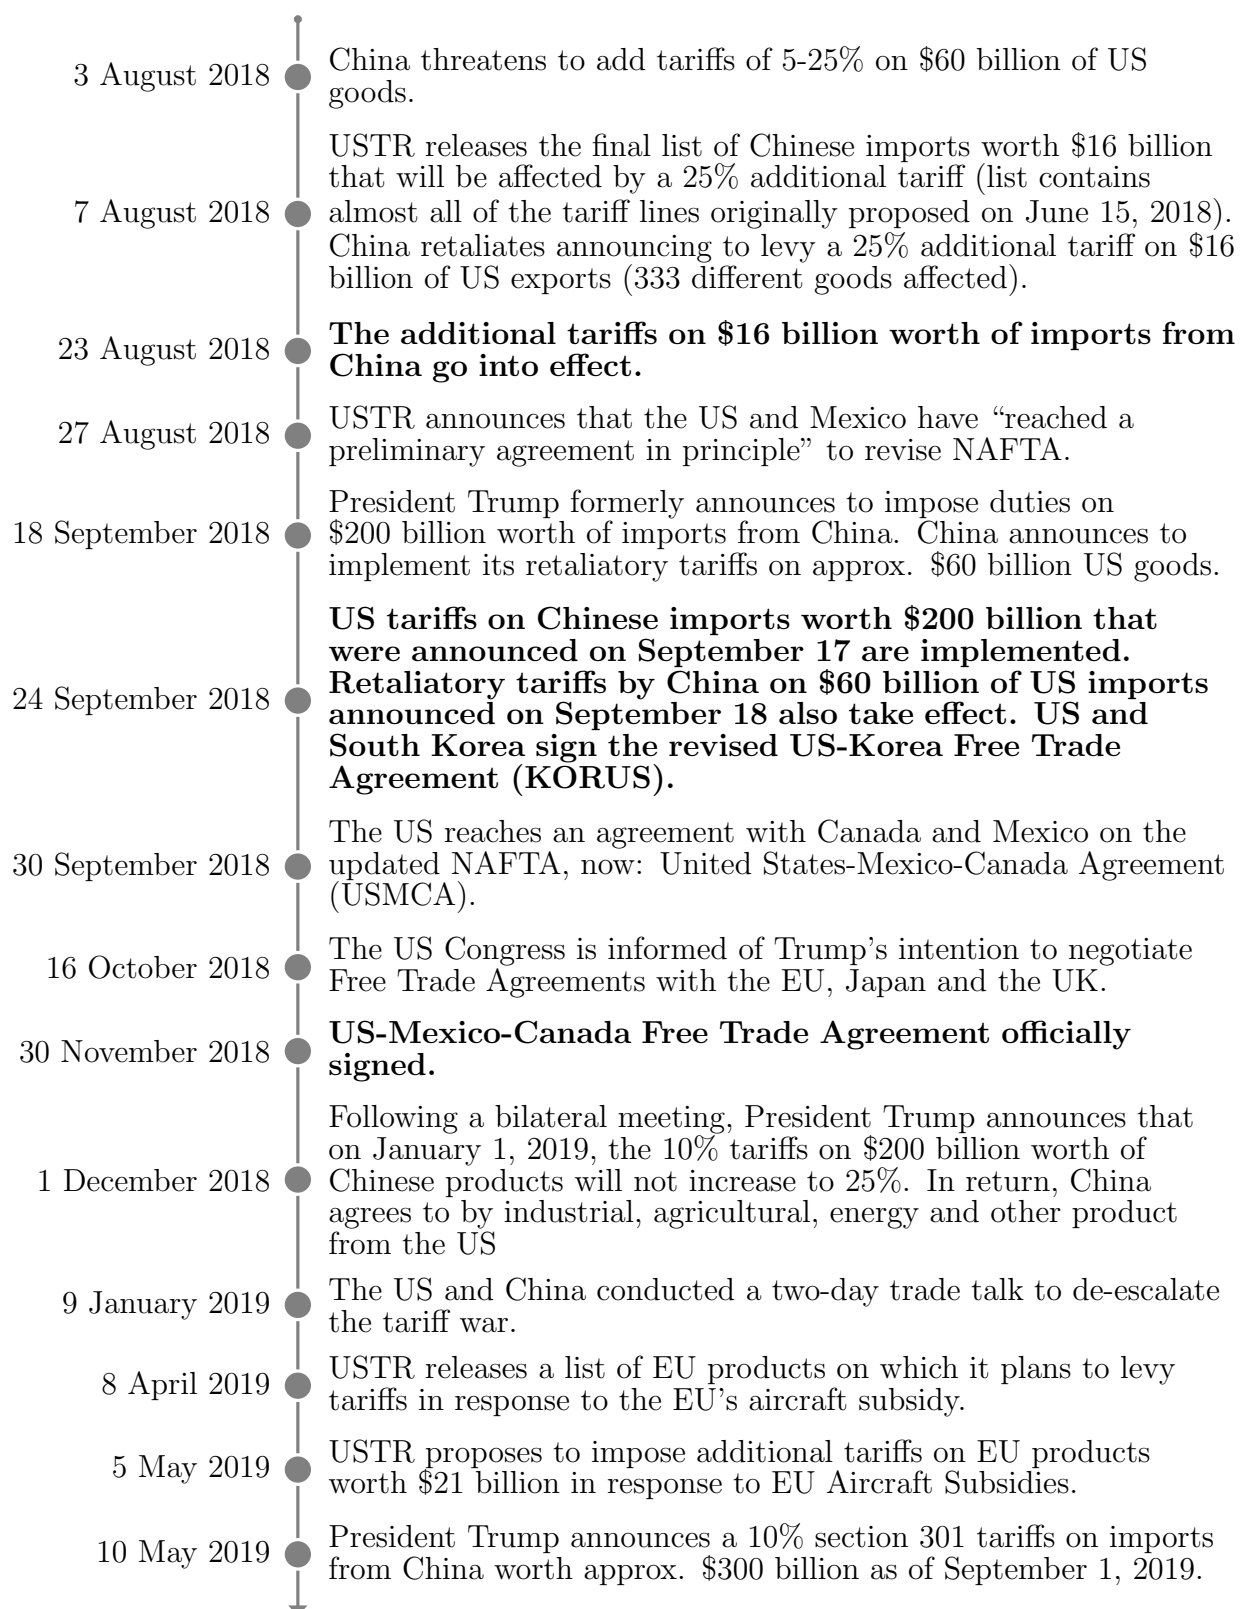 3 August 2018
China threatens to add tariffs of 5-25% on $60 billion of US
goods.
7 August 2018
USTR releases the final list of Chinese imports worth $16 billion
that will be affected by a 25% additional tariff (list contains
almost all of the tariff lines originally proposed on June 15, 2018).
China retaliates announcing to levy a 25% additional tariff on $16
billion of US exports (333 different goods affected).
23 August 2018
The additional tariffs on $16 billion worth of imports from
China go into effect.
27 August 2018
USTR announces that the US and Mexico have “reached a
preliminary agreement in principle” to revise NAFTA.
18 September 2018
President Trump formerly announces to impose duties on
$200 billion worth of imports from China. China announces to
implement its retaliatory tariffs on approx. $60 billion US goods.
24 September 2018
US tariffs on Chinese imports worth $200 billion that
were announced on September 17 are implemented.
Retaliatory tariffs by China on $60 billion of US imports
announced on September 18 also take effect. US and
South Korea sign the revised US-Korea Free Trade
Agreement (KORUS).
30 September 2018
The US reaches an agreement with Canada and Mexico on the
updated NAFTA, now: United States-Mexico-Canada Agreement
(USMCA).
16 October 2018
The US Congress is informed of Trump’s intention to negotiate
Free Trade Agreements with the EU, Japan and the UK.
30 November 2018
US-Mexico-Canada Free Trade Agreement officially
signed.
1 December 2018
Following a bilateral meeting, President Trump announces that
on January 1, 2019, the 10% tariffs on $200 billion worth of
Chinese products will not increase to 25%. In return, China
agrees to by industrial, agricultural, energy and other product
from the US
9 January 2019
The US and China conducted a two-day trade talk to de-escalate
the tariff war.
8 April 2019
USTR releases a list of EU products on which it plans to levy
tariffs in response to the EU’s aircraft subsidy.
5 May 2019
USTR proposes to impose additional tariffs on EU products
worth $21 billion in response to EU Aircraft Subsidies.
10 May 2019
President Trump announces a 10% section 301 tariffs on imports
from China worth approx. $300 billion as of September 1, 2019.